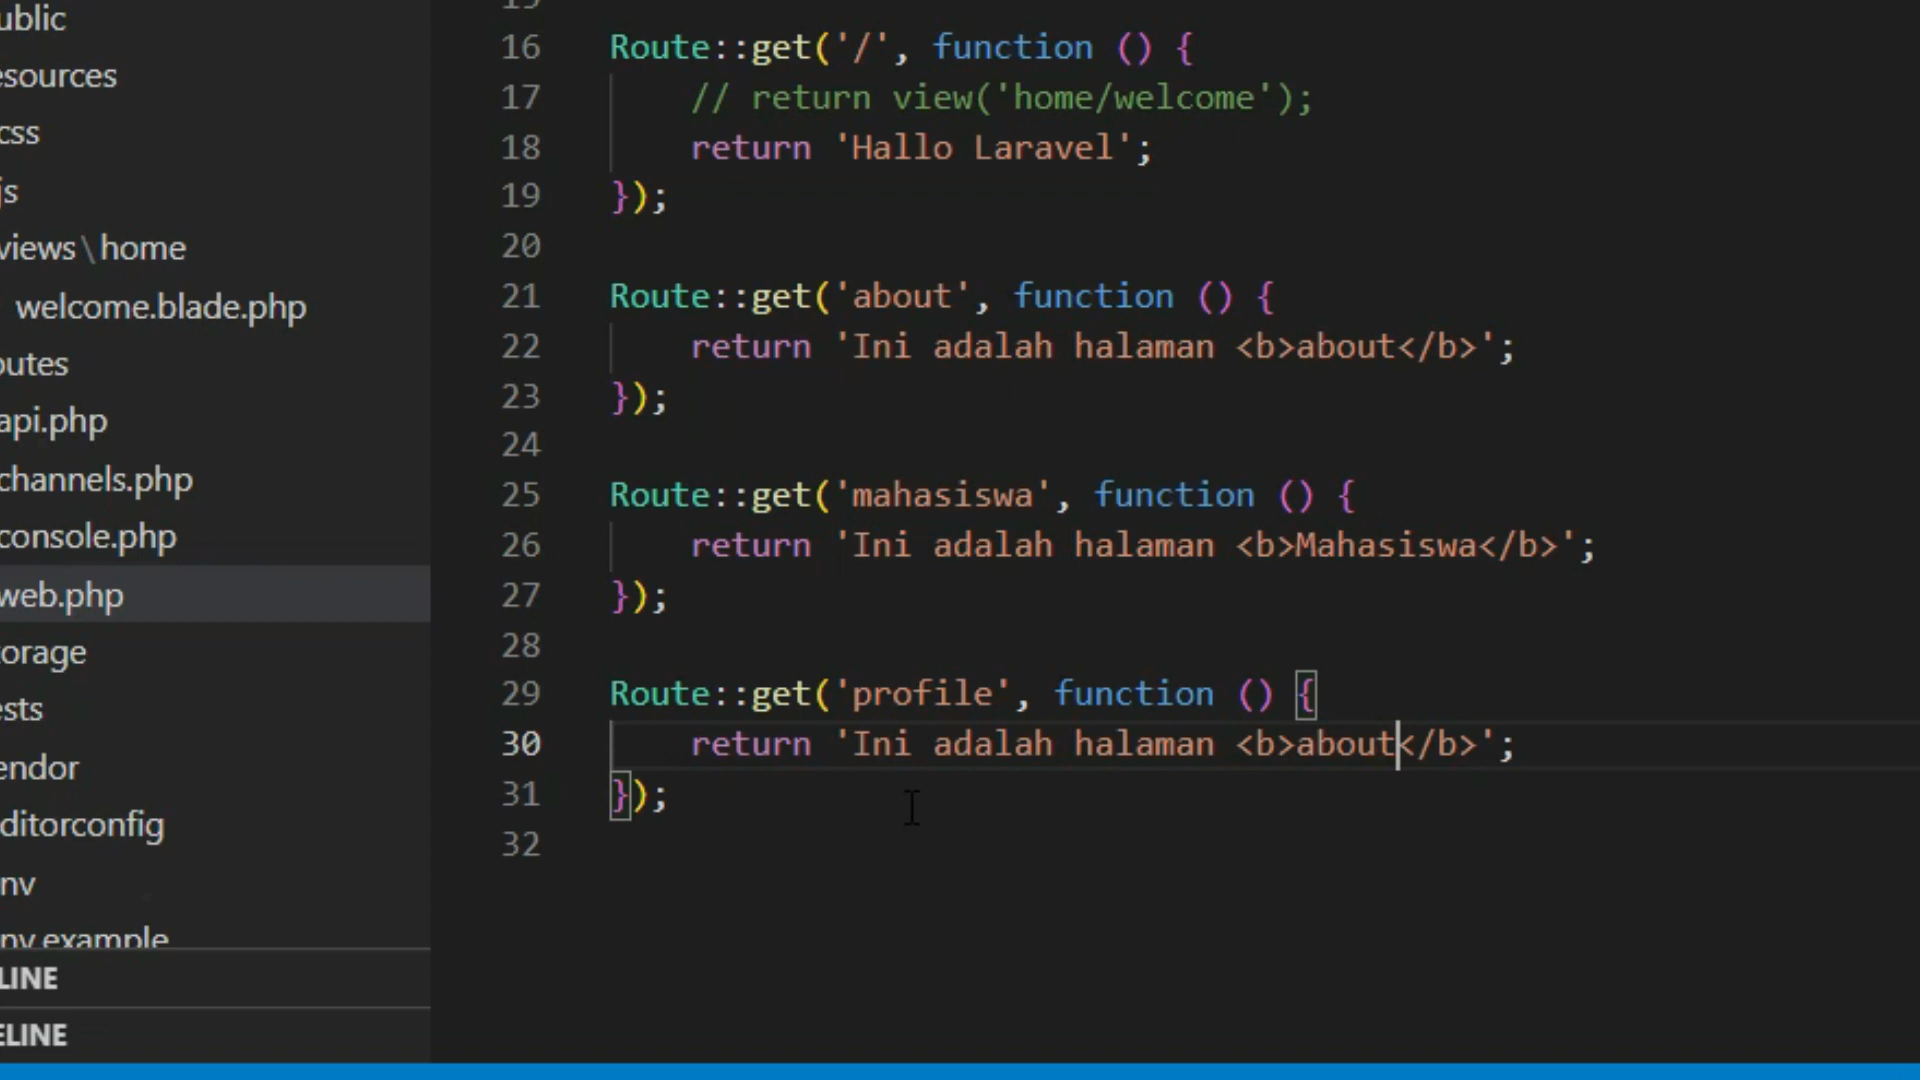 ublic
esources
css
js
views\home
welcome.blade.php
outes
api.php
channels.php
console.php
web.php
torage
ests
endor
ditorconfig
nv
nv.example
LINE
ELINE
15
16 Route::get('/', function () {
17 // return view('home/welcome');
18 return 'Hallo Laravel';
19 });
20
21 Route::get('about', function () {
22 return 'Ini adalah halaman <b>about</b>';
23 });
24
25 Route::get('mahasiswa', function () {
26 return 'Ini adalah halaman <b>Mahasiswa</b>';
27 });
28
29 Route::get('profile', function () {
30 return 'Ini adalah halaman <b>about</b>';
31 });
32